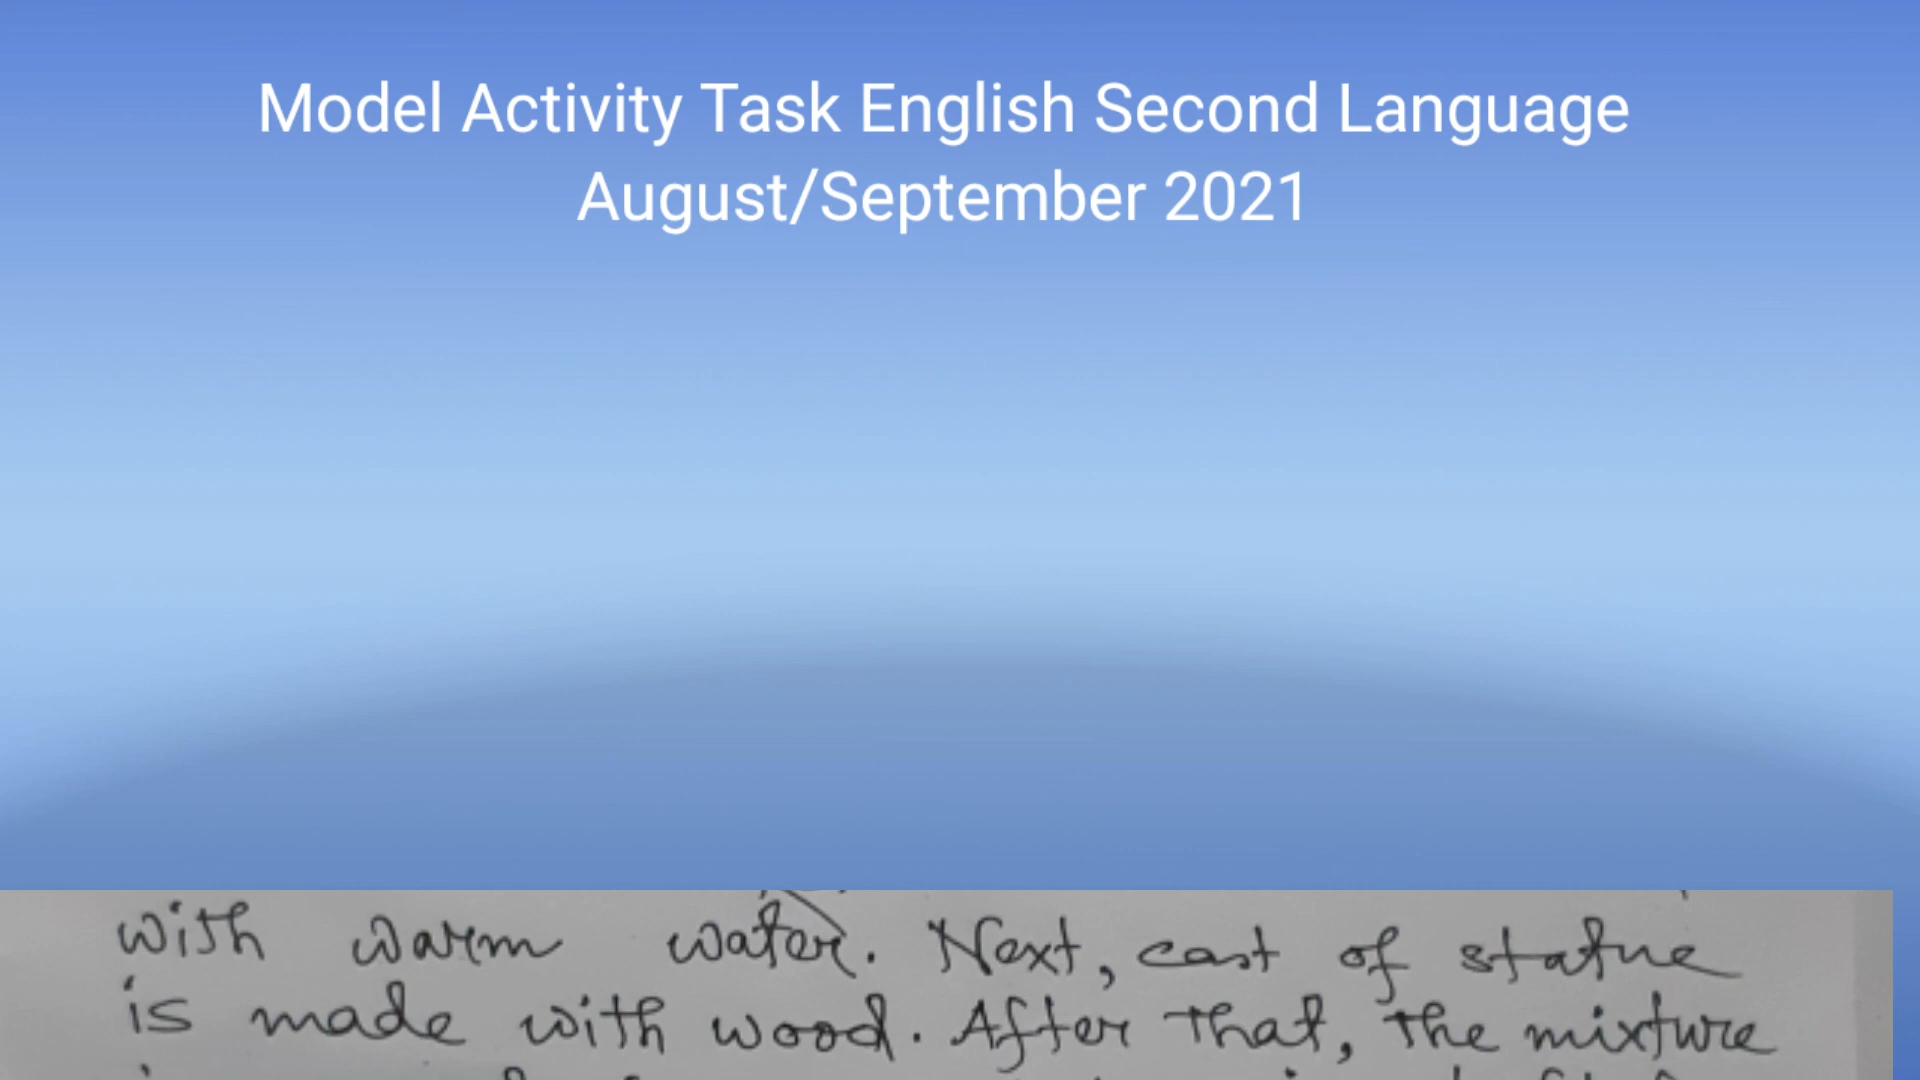 Model Activity Task English Second Language
August/September 2021
with warm water. Next, cast of statue
is made with wood. After that, the mixture